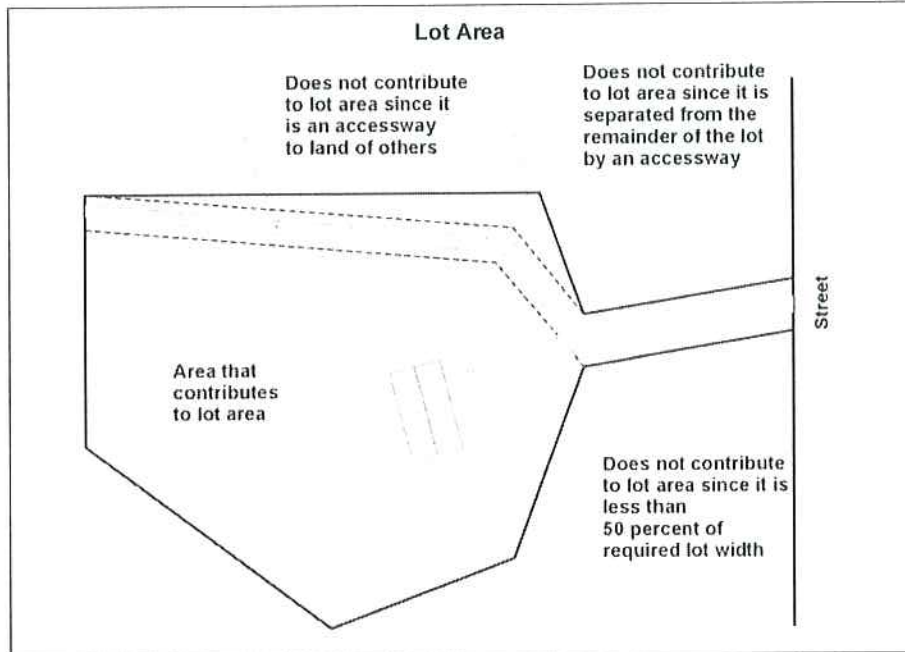 Lot Area
Does not contribute
to lot area since it
is an accessway
to land of others
Does not contribute
to lot area since it is
separated from the
remainder of the lot
by an accessway
Street
Area that
contributes
to lot area
Does not contribute
to lot area since it is
less than
50 percent of
required lot width